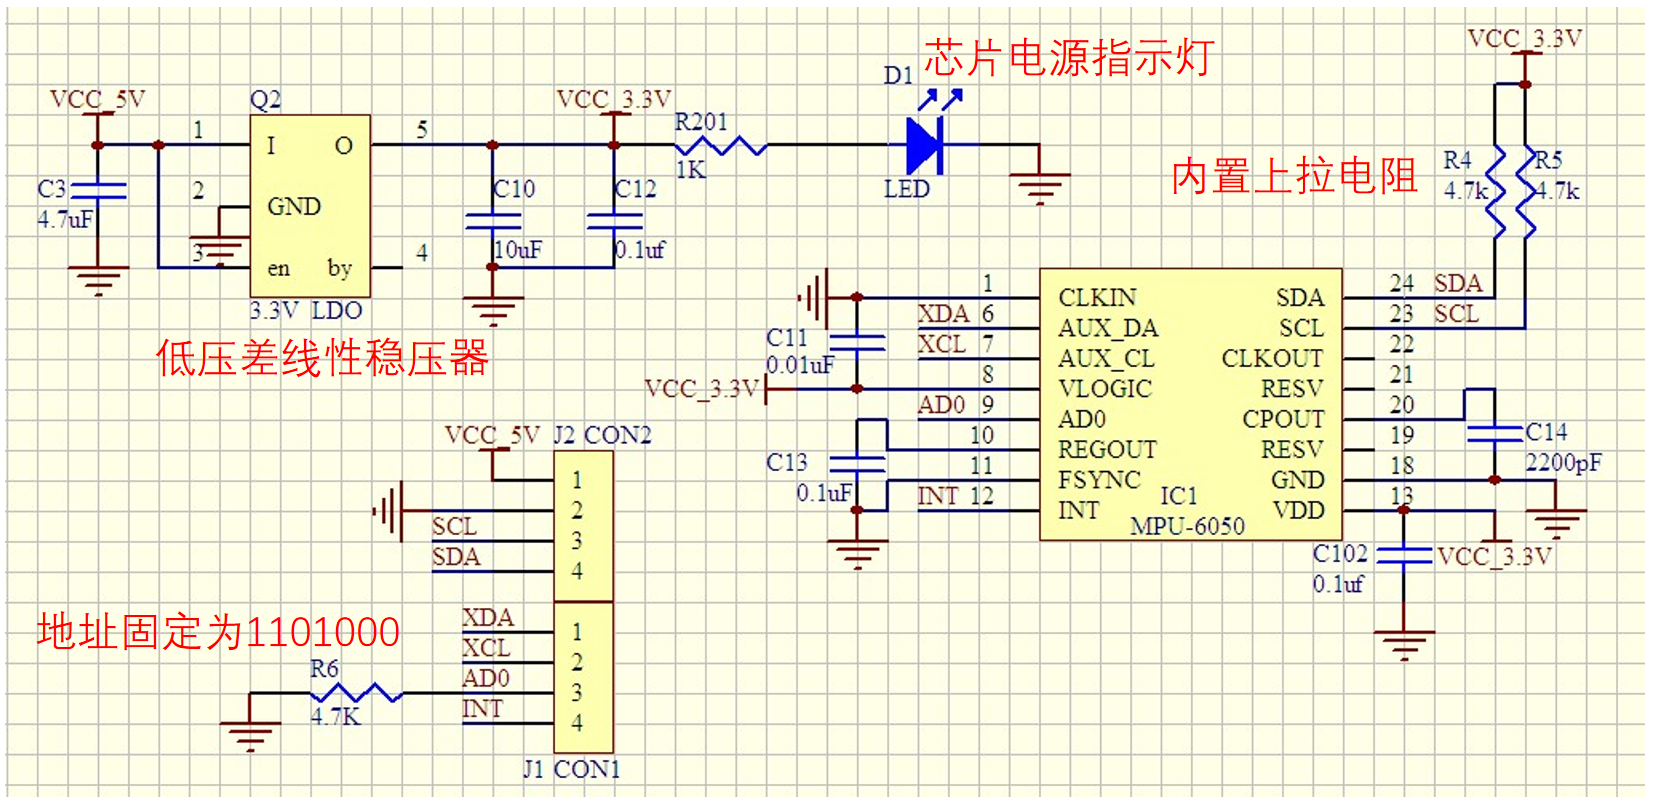 VCC_5V
Q2
1
I
O
5
2
GND
3
en
by
4
3.3V LDO
C3
4.7uF
低压差线性稳压器
VCC_3.3V
R201
1K
C10
10uF
C12
0.1uf
D1
LED
芯片电源指示灯
VCC_3.3V
内置上拉电阻
R4
4.7k
R5
4.7k
C11
0.01uF
VCC_3.3V
XDA
XCL
AD0
INT
C13
0.1uF
1
6
7
8
9
10
11
12
CLKIN
AUX_DA
AUX_CL
VLOGIC
AD0
REGOUT
FSYNC
INT
SDA
SCL
CLKOUT
RESV
CPOUT
RESV
GND
VDD
IC1
MPU-6050
24
23
22
21
20
19
18
13
SDA
SCL
C14
2200pF
C102
0.1uf
VCC_3.3V
VCC_5V
J2 CON2
1
2
3
4
SCL
SDA
地址固定为1101000
R6
4.7K
XDA
XCL
AD0
INT
1
2
3
4
J1 CON1